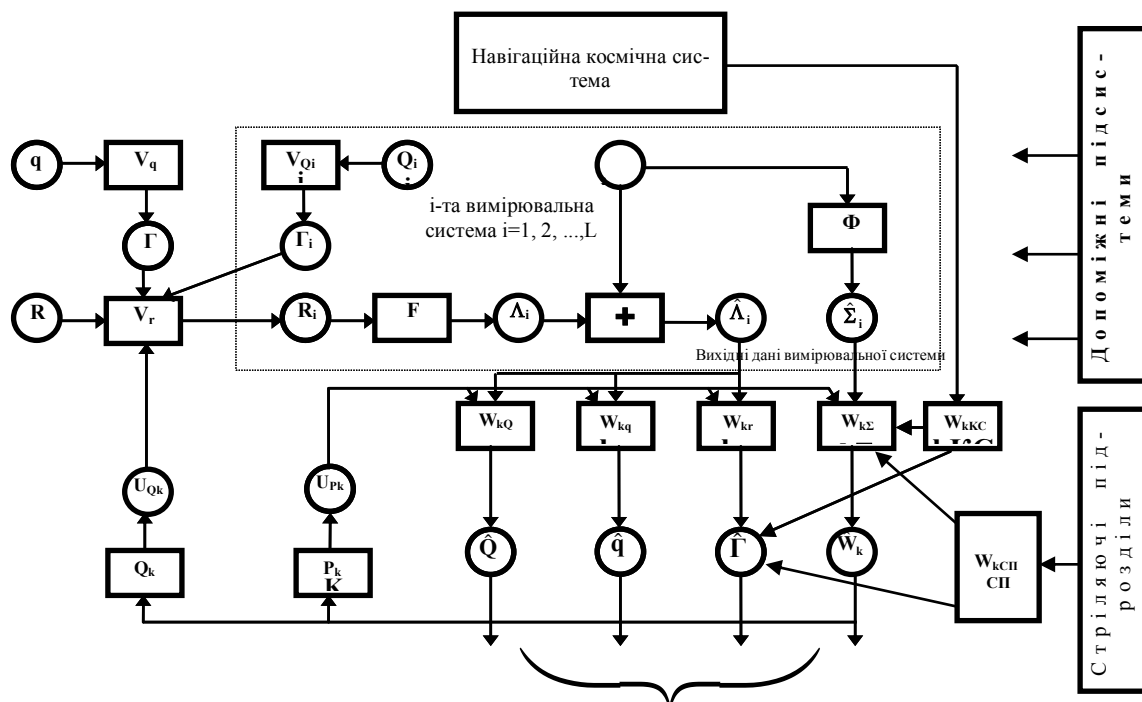 Навігаційна космічна сис-
тема
q
V_q
V_Qi
i
Q_i
Γ
Γ_i
і-та вимірювальна
система i=1, 2, ...,L
Φ
R
V_r
R_i
F
Λ_i
+
Λ̂_i
Σ̂_i
Вихідні дані вимірювальної системи
W_kQ
W_kq
W_kr
W_kΣ
W_kКС
U_Qk
U_Pk
Q_k
P_k
К
Q̂
q̂
Γ̂
W_k
W_kСП
СП
Допоміжні підсис-
теми
Стріляючі під-
розділи